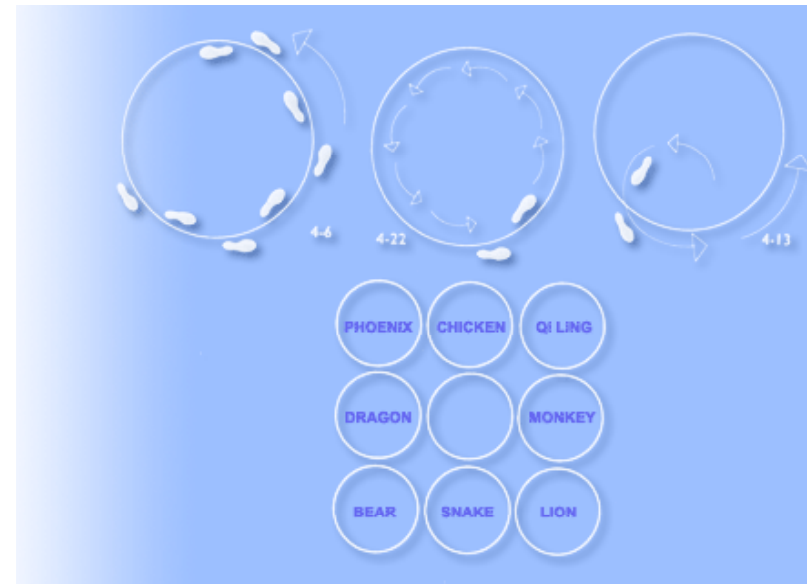 4-6
4-22
4-13
PHOENIX CHICKEN Qi LiNG
DRAGON MONKEY
BEAR SNAKE LION